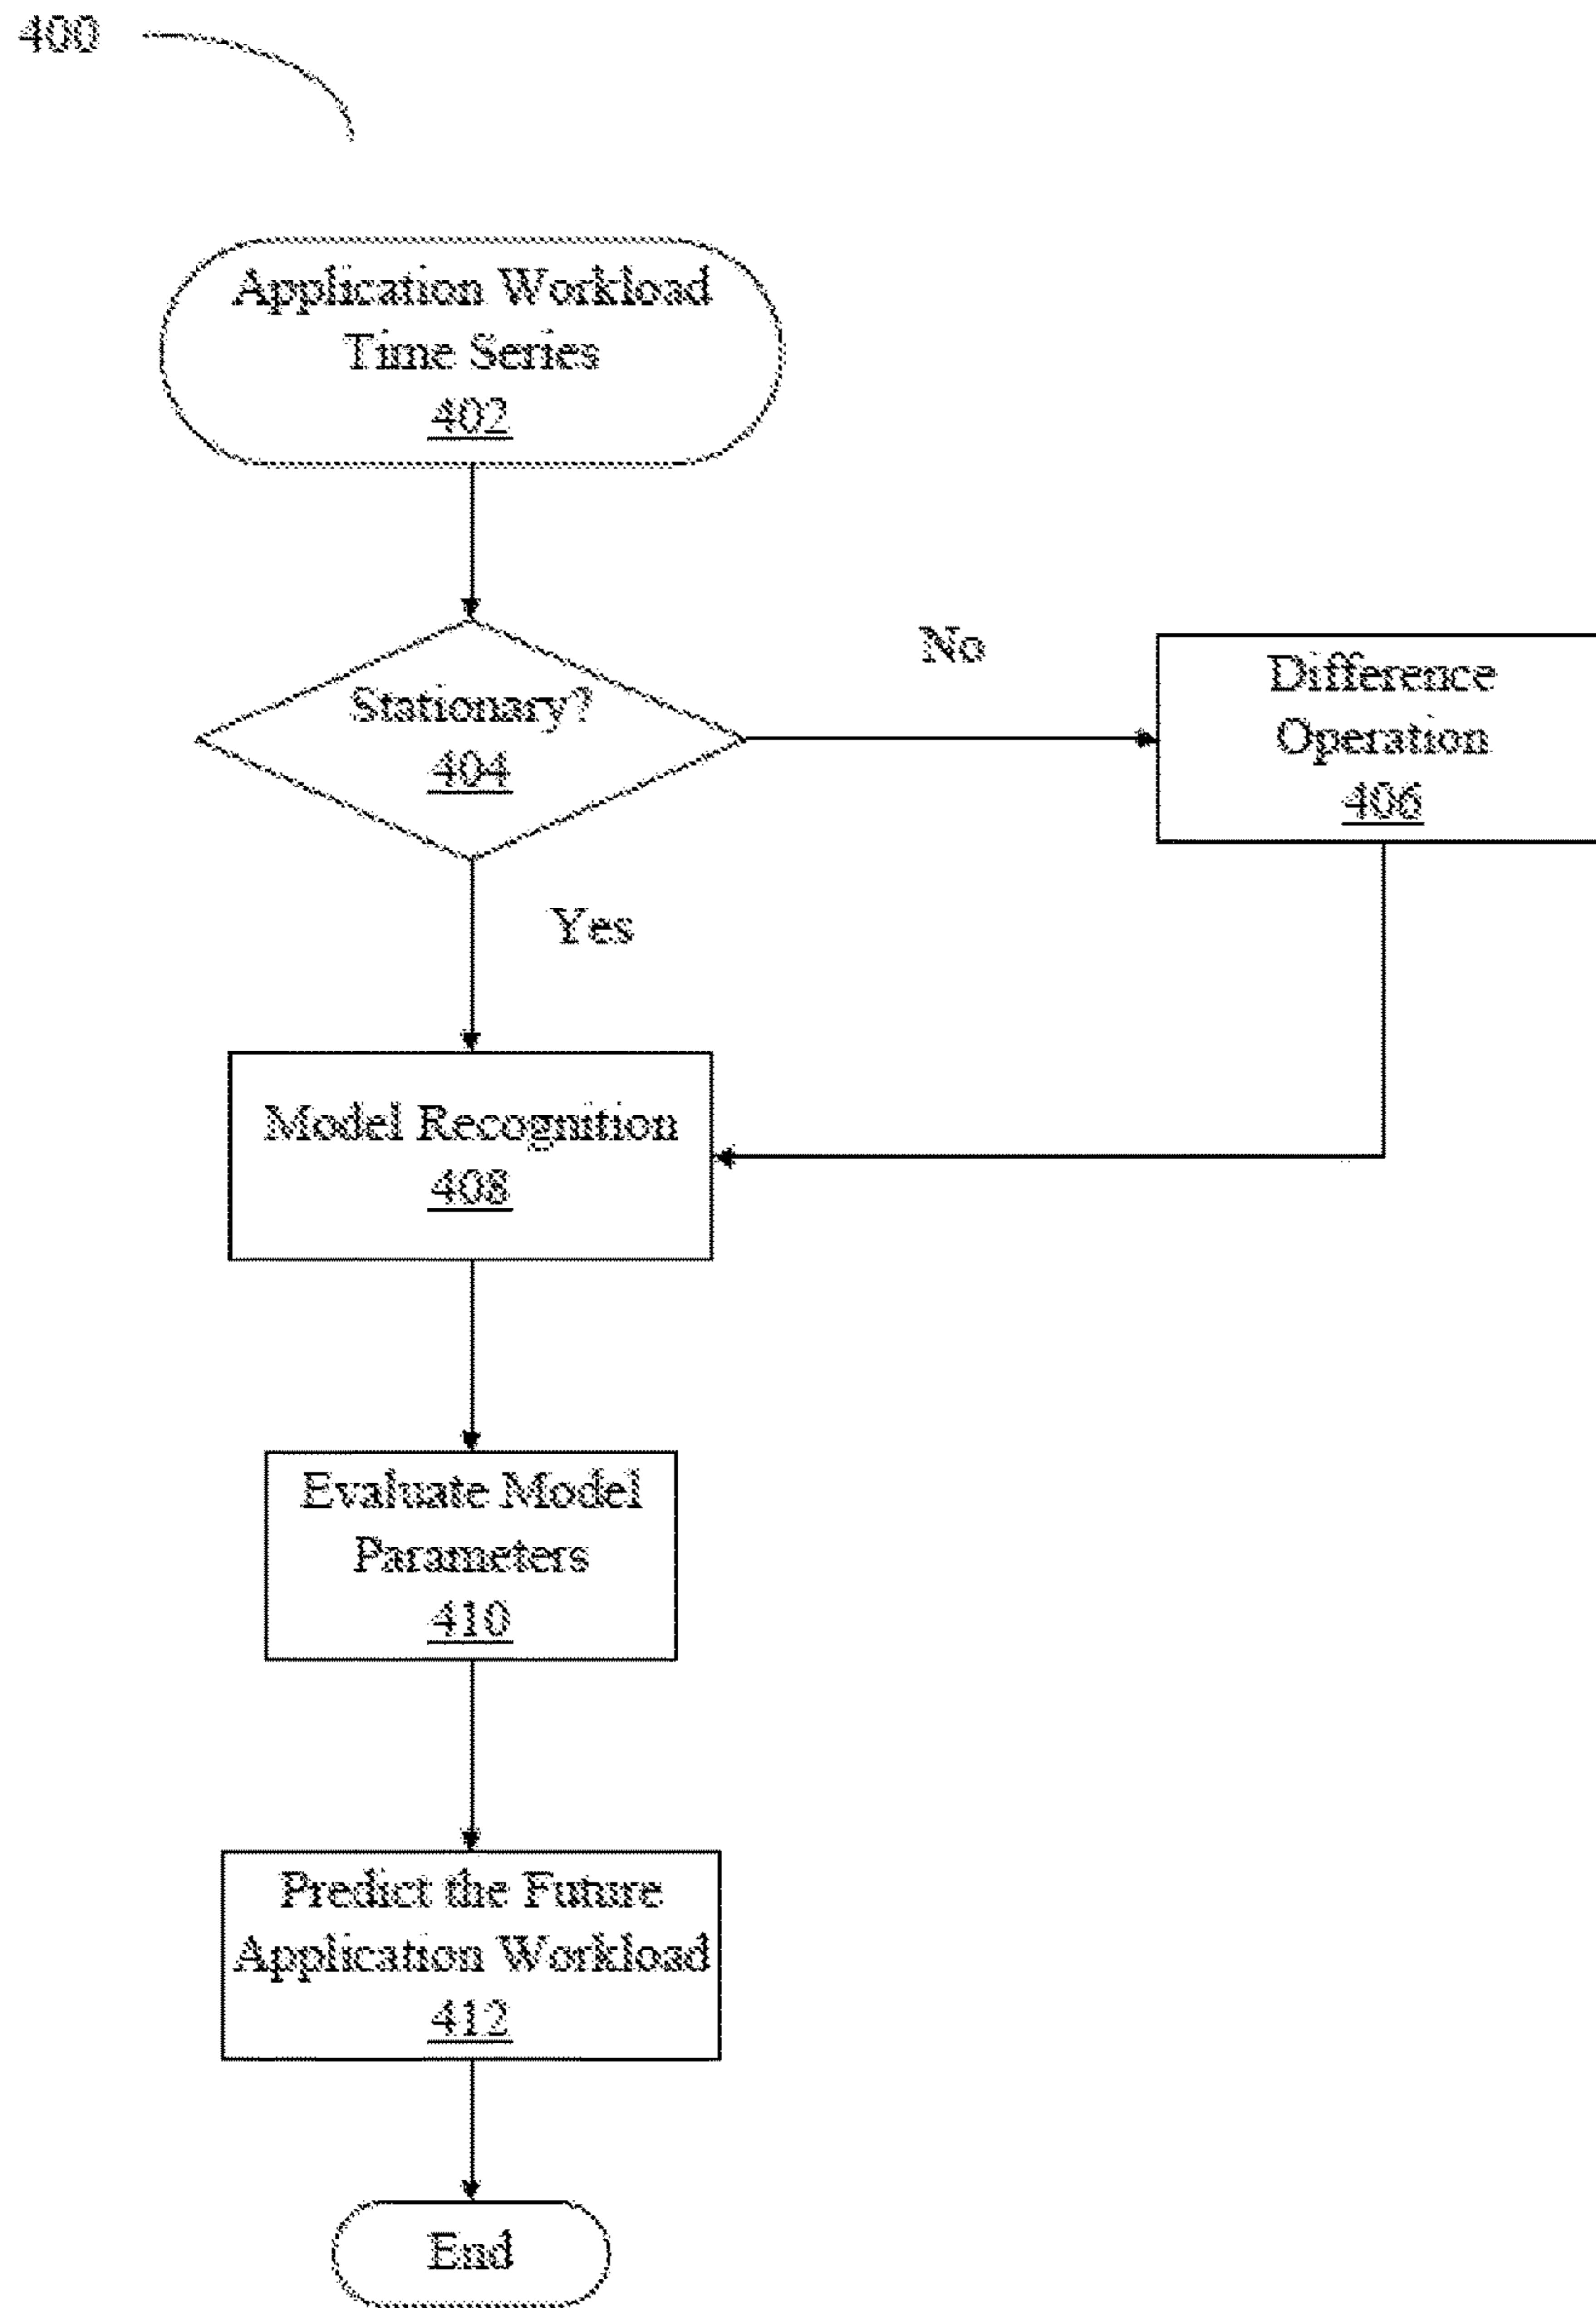 400
Application Workload
Time Series
402
Stationary?
404
No
Difference
Operation
406
Yes
Model Recognition
408
Evaluate Model
Parameters
410
Predict the Future
Application Workload
412
End